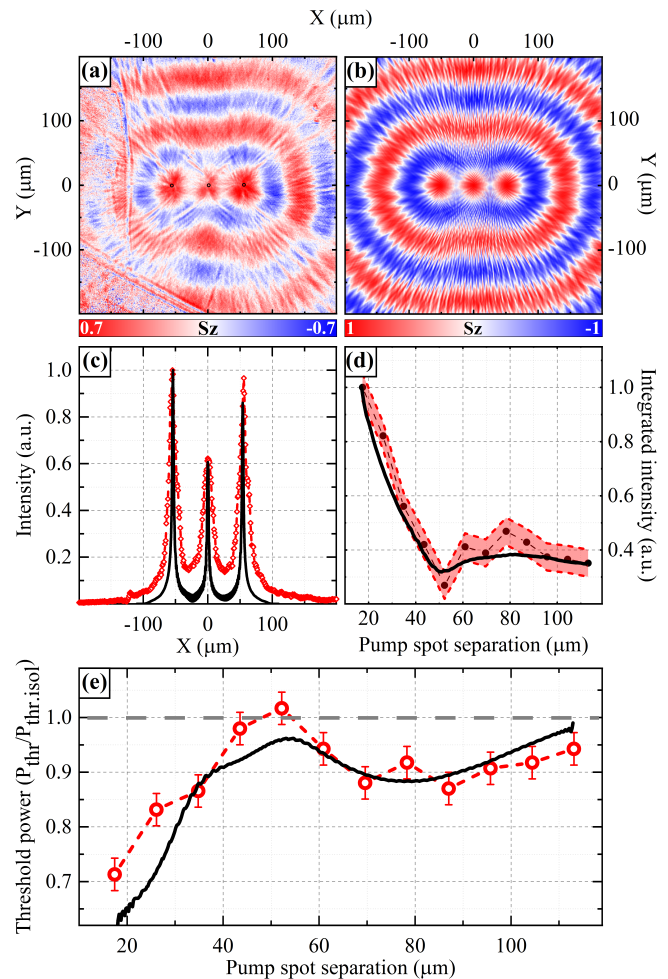 X (μm)
-100 0 100 -100 0 100
(a) (b)
100 100
Y (μm) 0 0 Y (μm)
-100 -100
0.7 Sz -0.7 1 Sz -1
(c) (d)
1.0 1.0
0.8 0.8
0.6 0.6
0.4 0.4
0.2
Intensity (a.u.) Integrated intensity (a.u.)
-100 0 100 20 40 60 80 100
X (μm) Pump spot separation (μm)
(e)
1.0
0.9
0.8
0.7
Threshold power (Pthr/Pthr.isol)
20 40 60 80 100
Pump spot separation (μm)